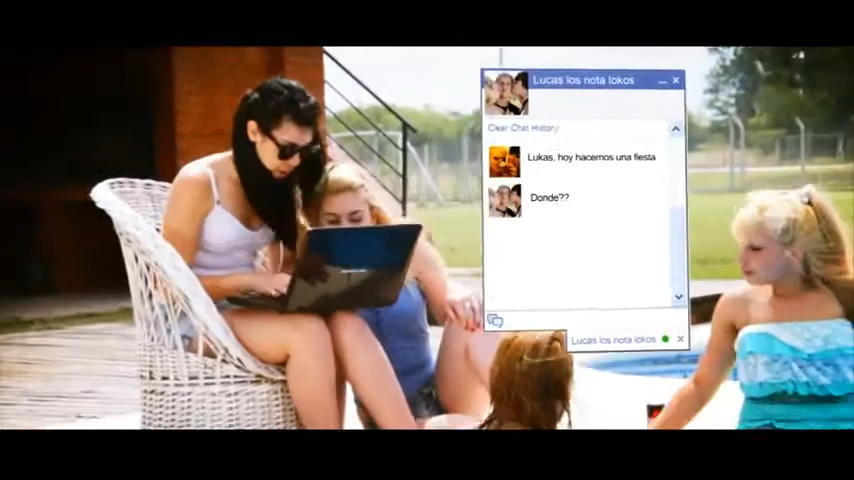 Lucas los nota lokos
Clear Chat History
Lukas, hoy hacemos una fiesta
Donde??
Lucas los nota lokos